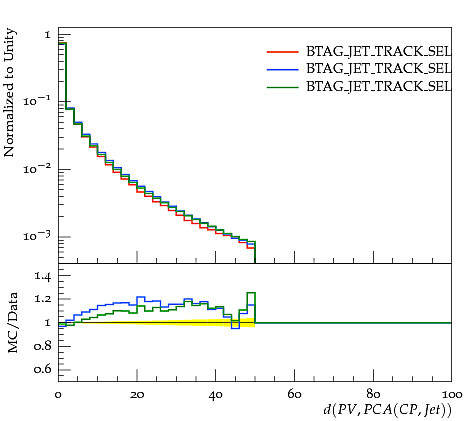 1
BTAG_JET_TRACK_SEL
BTAG_JET_TRACK_SEL
BTAG_JET_TRACK_SEL
Normalized to Unity
10⁻¹
10⁻²
10⁻³
1.4
1.2
1
0.8
0.6
MC/Data
0 20 40 60 80 100
d(PV, PCA(CP, Jet))